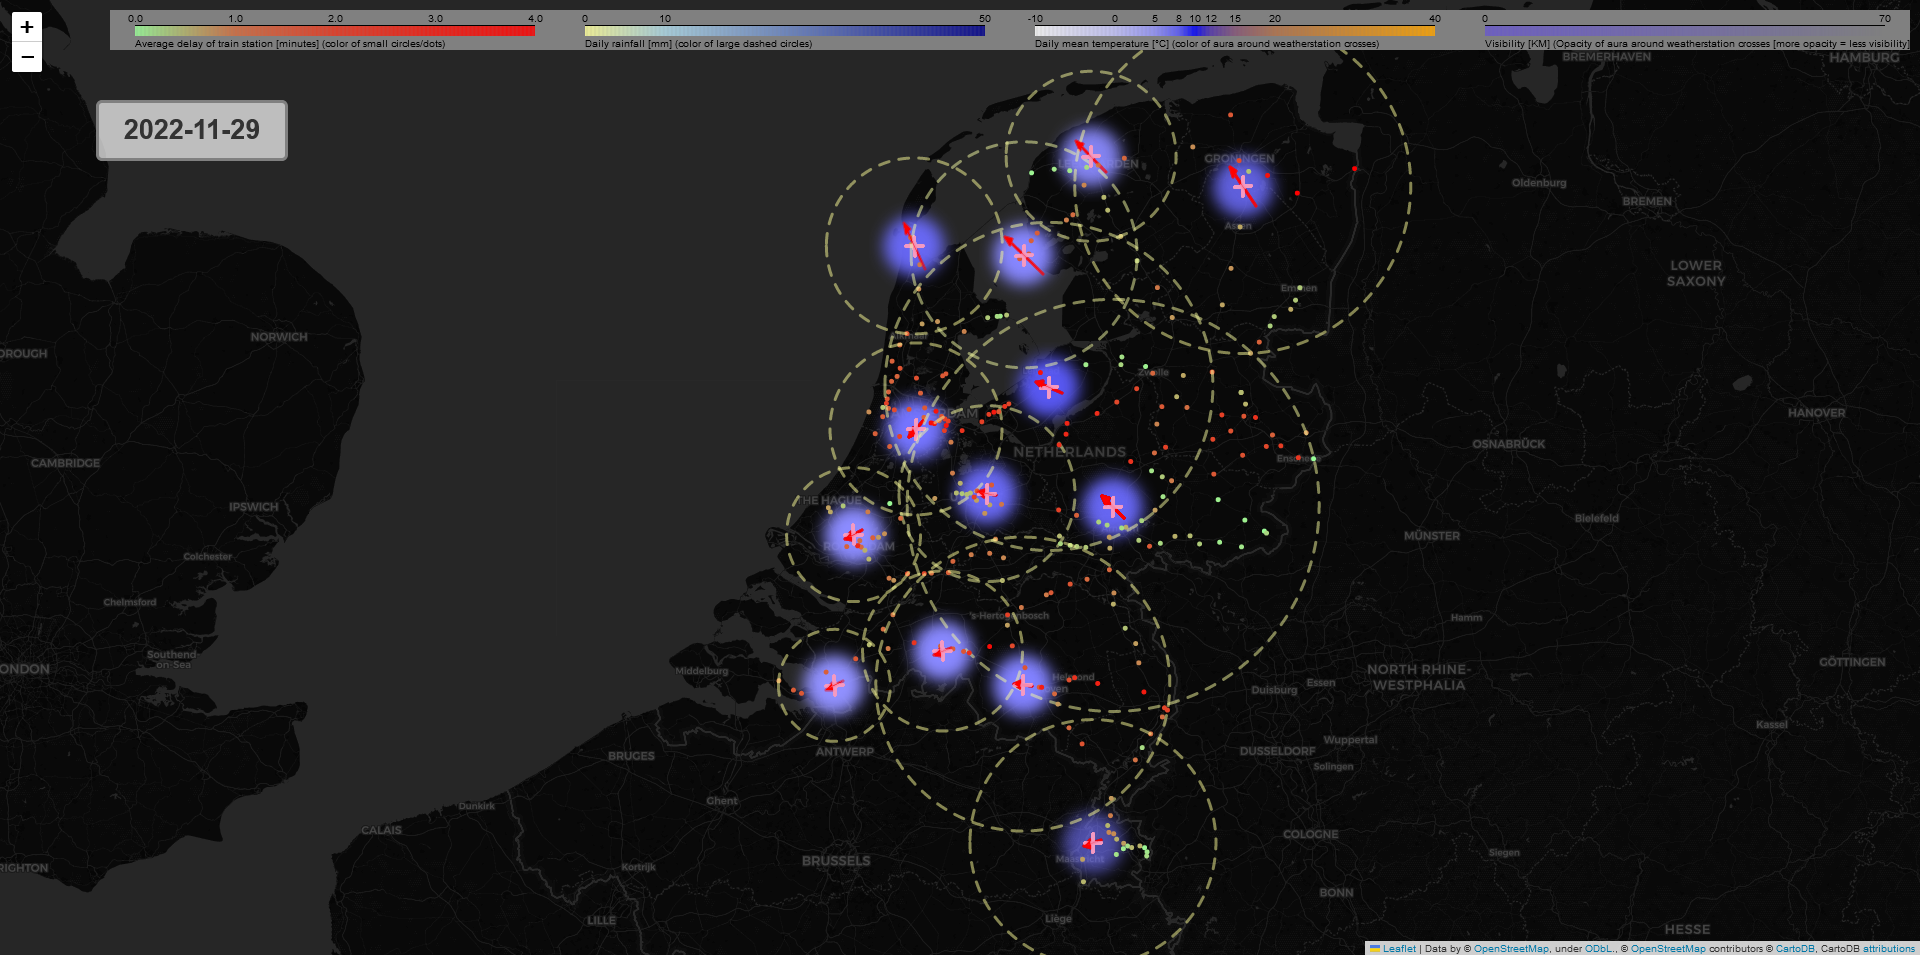 +
−
0.0 1.0 2.0 3.0 4.0
Average delay of train station [minutes] (color of small circles/dots)
0 10 50
Daily rainfall [mm] (color of large dashed circles)
-10 0 5 8 10 12 15 20 40
Daily mean temperature [°C] (color of aura around weatherstation crosses)
0 70
Visibility [KM] (Opacity of aura around weatherstation crosses [more opacity = less visibility]
2022-11-29
BREMERHAVEN
HAMBURG
GRONINGEN
Oldenburg
BREMEN
Assen
LOWER
SAXONY
Emmen
NORWICH
OROUGH
Zwolle
HANOVER
DAM
NETHERLANDS
OSNABRÜCK
Enschede
CAMBRIDGE
THE HAGUE
IPSWICH
Bielefeld
MÜNSTER
Colchester
Chelmsford
's-Hertogenbosch
Hamm
Southend
-on-Sea
ONDON
Middelburg
Helmond
NORTH RHINE-
WESTPHALIA
GÖTTINGEN
Essen
Duisburg
Kassel
ANTWERP
BRUGES
Wuppertal
DUSSELDORF
Solingen
Ghent
Dunkirk
CALAIS
COLOGNE
Siegen
BRUSSELS
Maastricht
Kortrijk
RIGHTON
BONN
LILLE
Liège
HESSE
Leaflet | Data by © OpenStreetMap, under ODbL., © OpenStreetMap contributors © CartoDB, CartoDB attributions